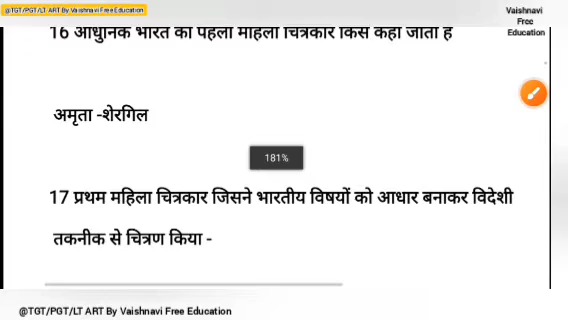 @TGT/PGT/LT ART By Vaishnavi Free Education
Vaishnavi
Free
Education
16 आधुनिक भारत की पहली महिला चित्रकार किसे कहा जाता है
अमृता -शेरगिल
181%
17 प्रथम महिला चित्रकार जिसने भारतीय विषयों को आधार बनाकर विदेशी
तकनीक से चित्रण किया -
@TGT/PGT/LT ART By Vaishnavi Free Education